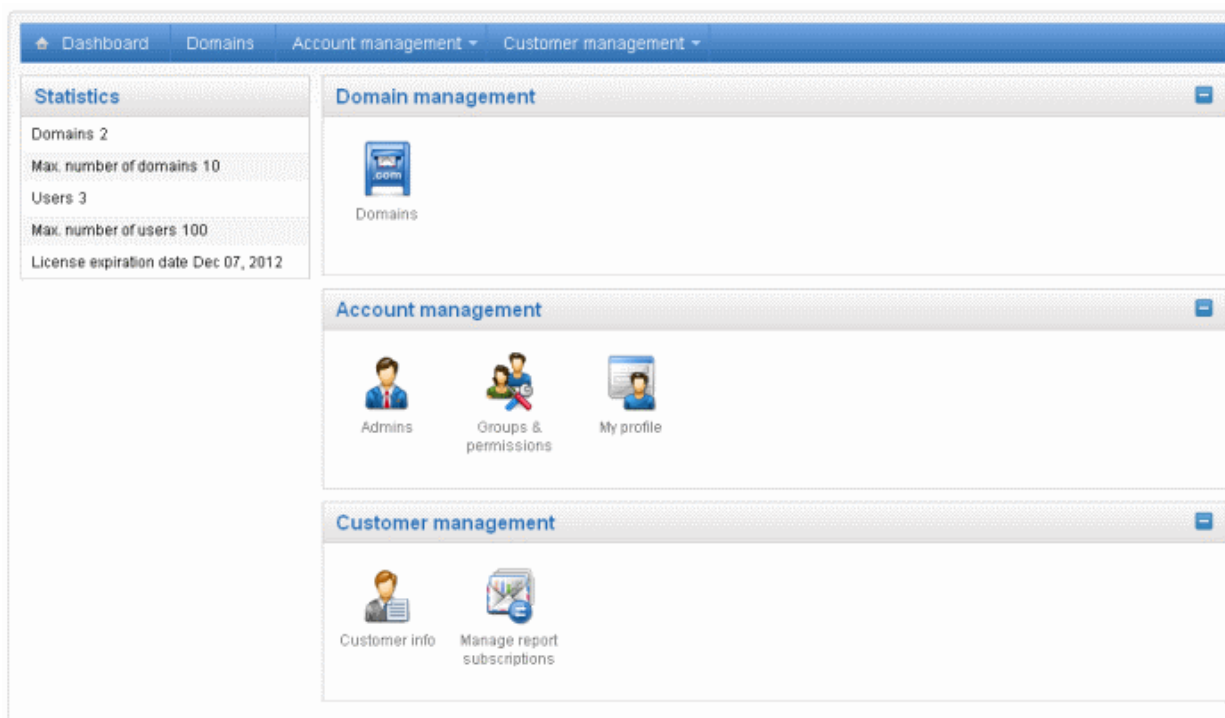 Dashboard Domains Account management Customer management
Statistics
Domains 2
Max. number of domains 10
Users 3
Max. number of users 100
License expiration date Dec 07, 2012
Domain management
.com
Domains
Account management
Admins
Groups &
permissions
My profile
Customer management
Customer info
Manage report
subscriptions